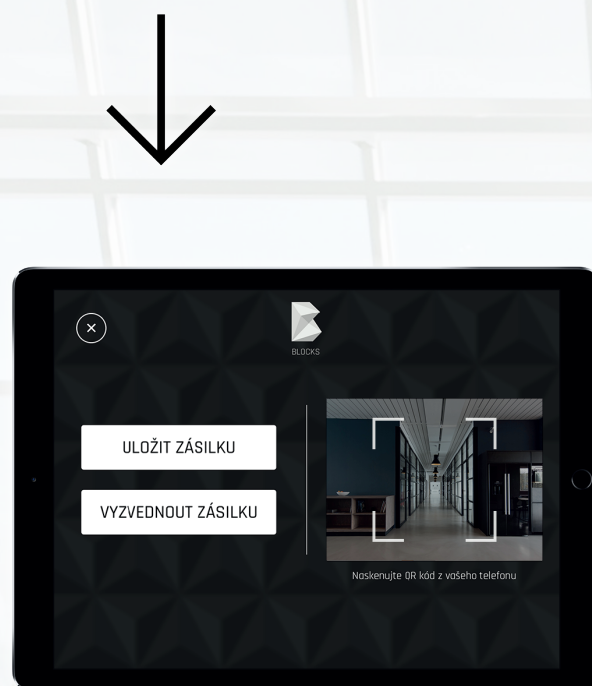 BLOCKS
ULOŽIT ZÁSILKU
VYZVEDNOUT ZÁSILKU
Naskenujte QR kód z vašeho telefonu